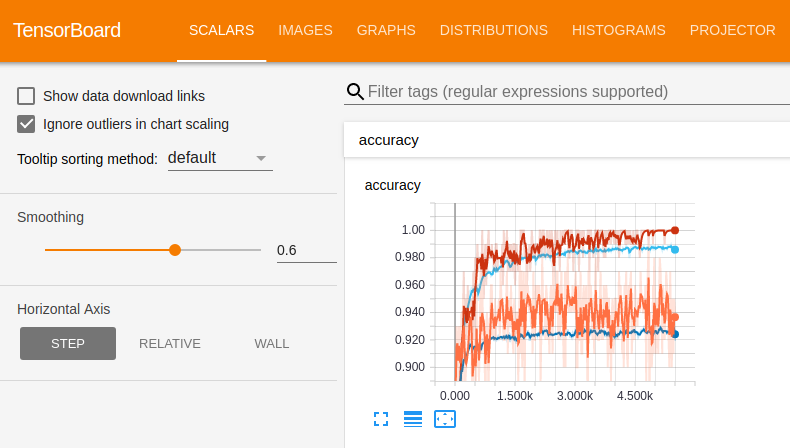 TensorBoard SCALARS IMAGES GRAPHS DISTRIBUTIONS HISTOGRAMS PROJECTOR
Show data download links
Ignore outliers in chart scaling
Tooltip sorting method: default
Smoothing
0.6
Horizontal Axis
STEP RELATIVE WALL
Filter tags (regular expressions supported)
accuracy
accuracy
1.00
0.980
0.960
0.940
0.920
0.900
0.000 1.500k 3.000k 4.500k